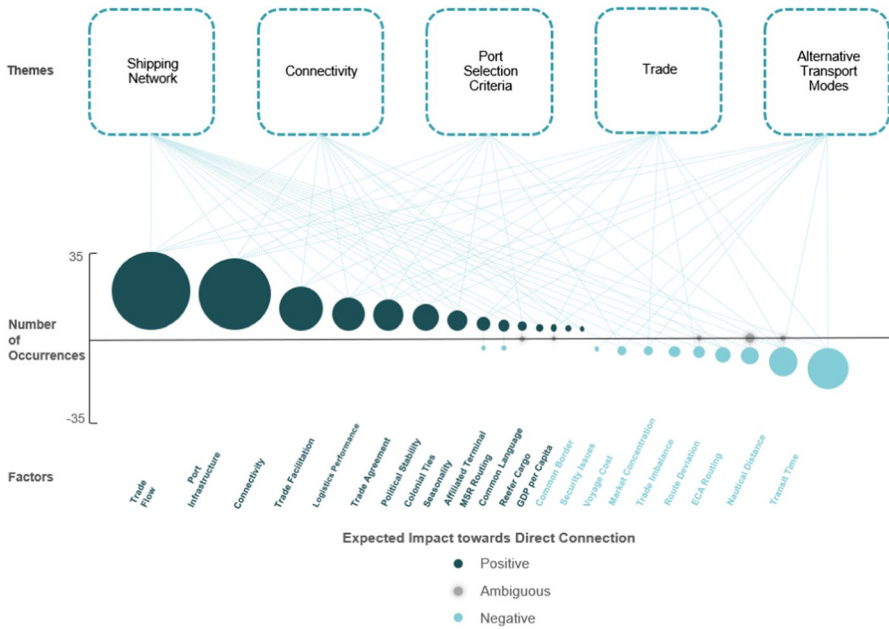 Themes
Shipping
Network
Connectivity
Port
Selection
Criteria
Trade
Alternative
Transport
Modes
35
Number
of
Occurrences
-35
Factors
Trade
Flow
Port
Infrastructure
Connectivity
Trade Facilitation
Logistics Performance
Trade Agreement
Political Stability
Colonial Ties
Seasonality
Affiliated Terminal
MSR Routing
Common Language
Reefer Cargo
GDP per Capita
Common Border
Security Issues
Voyage Cost
Market Concentration
Trade Imbalance
Route Deviation
ECA Routing
Nautical Distance
Transit Time
Expected Impact towards Direct Connection
Positive
Ambiguous
Negative